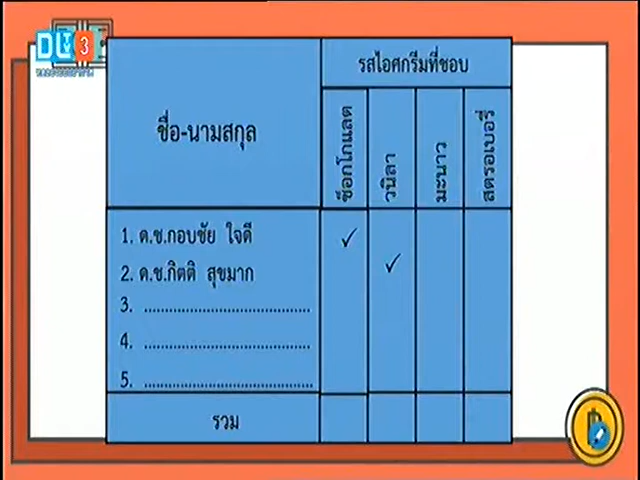 DLTV 3
รสไอศกรีมที่ชอบ
ชื่อ-นามสกุล
ช็อกโกแลต
วนิลา
มะนาว
สตรอเบอรี่
1. ด.ช.กอบชัย ใจดี ✓
2. ด.ช.กิตติ สุขมาก ✓
3. ........................................
4. ........................................
5. ........................................
รวม